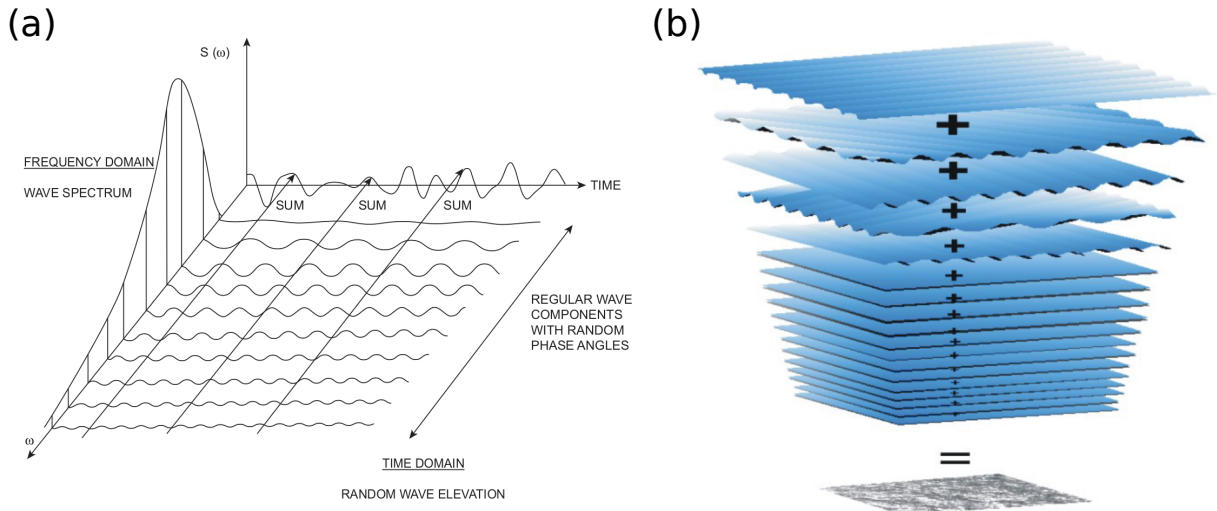 (a)
S (ω)
FREQUENCY DOMAIN
WAVE SPECTRUM
TIME
SUM
SUM
SUM
REGULAR WAVE
COMPONENTS
WITH RANDOM
PHASE ANGLES
ω
TIME DOMAIN
RANDOM WAVE ELEVATION
(b)
+
+
+
+
+
+
+
+
+
+
+
+
+
=